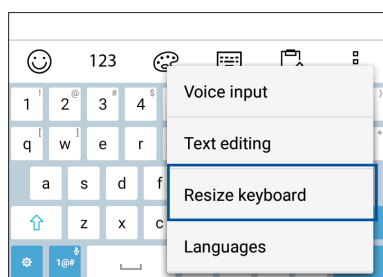 123
Voice input
1 ! 2 @ 3 # 4 $ )
Text editing
q [ w ] e r +
Resize keyboard
a s d f
z x c
Languages
1@#